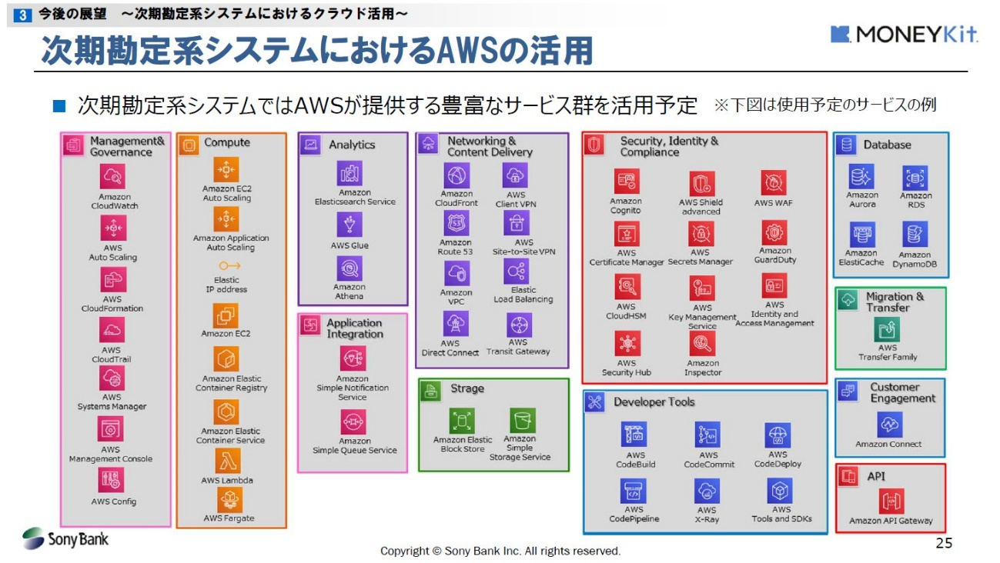 3 今後の展望 ～次期勘定系システムにおけるクラウド活用～
MONEYKit
次期勘定系システムにおけるAWSの活用
■ 次期勘定系システムではAWSが提供する豊富なサービス群を活用予定 ※下図は使用予定のサービスの例
Management&
Governance
Amazon
CloudWatch
AWS
Auto Scaling
AWS
CloudFormation
AWS
CloudTrail
AWS
Systems Manager
AWS
Management Console
AWS Config
Compute
Amazon EC2
Auto Scaling
Amazon Application
Auto Scaling
Elastic
IP address
Amazon EC2
Amazon Elastic
Container Registry
Amazon Elastic
Container Service
AWS Lambda
AWS Fargate
Analytics
Amazon
Elasticsearch Service
AWS Glue
Amazon
Athena
Application
Integration
Amazon
Simple Notification
Service
Amazon
Simple Queue Service
Networking &
Content Delivery
Amazon
CloudFront
AWS
Client VPN
53
Amazon
Route 53
AWS
Site-to-Site VPN
Amazon
VPC
Elastic
Load Balancing
AWS
Direct Connect
AWS
Transit Gateway
Strage
Amazon Elastic
Block Store
Amazon
Simple
Storage Service
Security, Identity &
Compliance
Amazon
Cognito
AWS Shield
advanced
AWS WAF
AWS
Certificate Manager
AWS
Secrets Manager
Amazon
GuardDuty
AWS
CloudHSM
AWS
Key Management
Service
AWS
Identity and
Access Management
AWS
Security Hub
Amazon
Inspector
Developer Tools
AWS
CodeBuild
AWS
CodeCommit
AWS
CodeDeploy
AWS
CodePipeline
AWS
X-Ray
AWS
Tools and SDKs
Database
Amazon
Aurora
Amazon
RDS
Amazon
ElastiCache
Amazon
DynamoDB
Migration &
Transfer
AWS
Transfer Family
Customer
Engagement
Amazon Connect
API
Amazon API Gateway
Sony Bank
Copyright © Sony Bank Inc. All rights reserved.
25